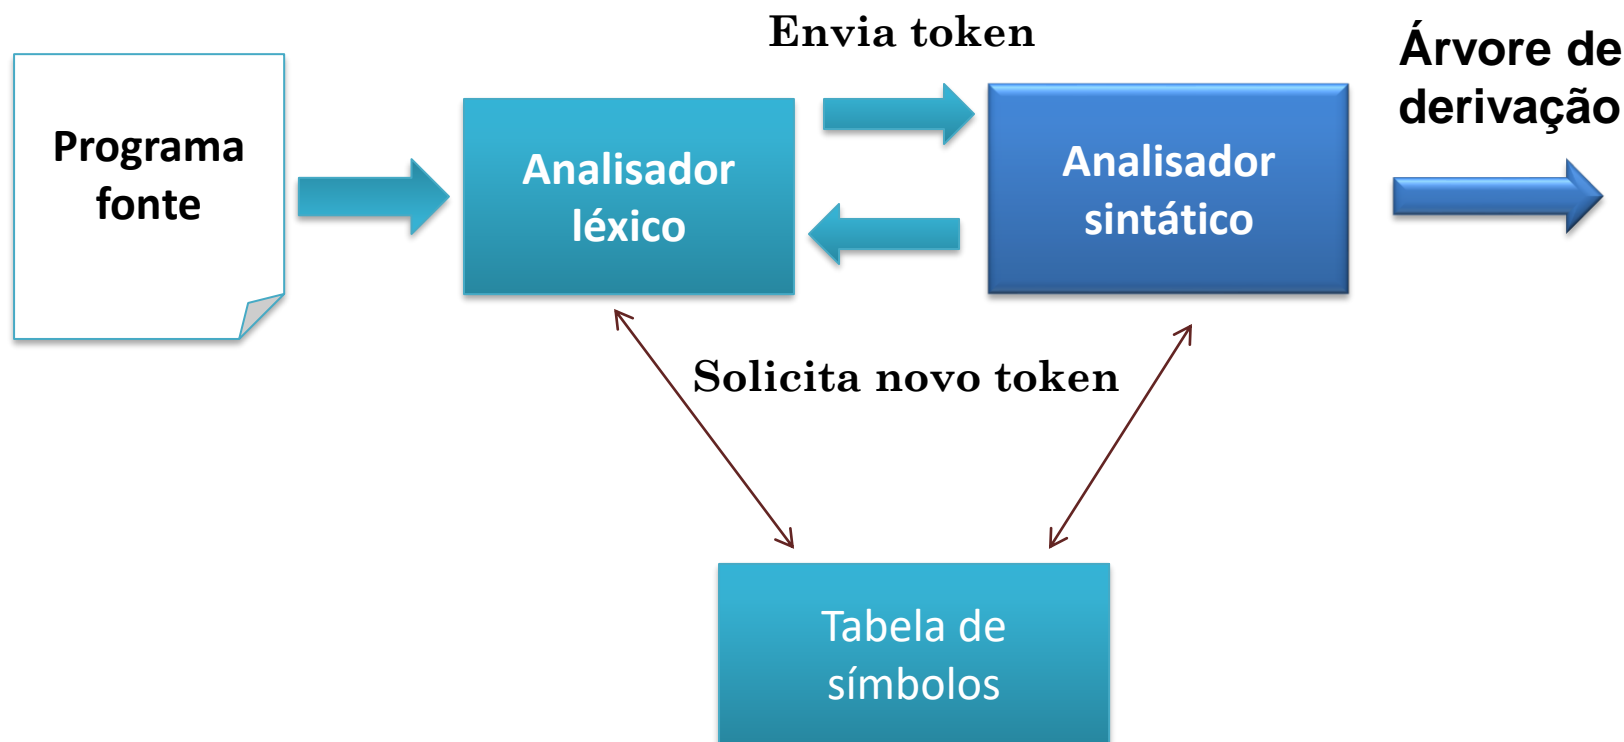 Envia token
Árvore de
derivação
Programa
fonte
Analisador
léxico
Analisador
sintático
Solicita novo token
Tabela de
símbolos